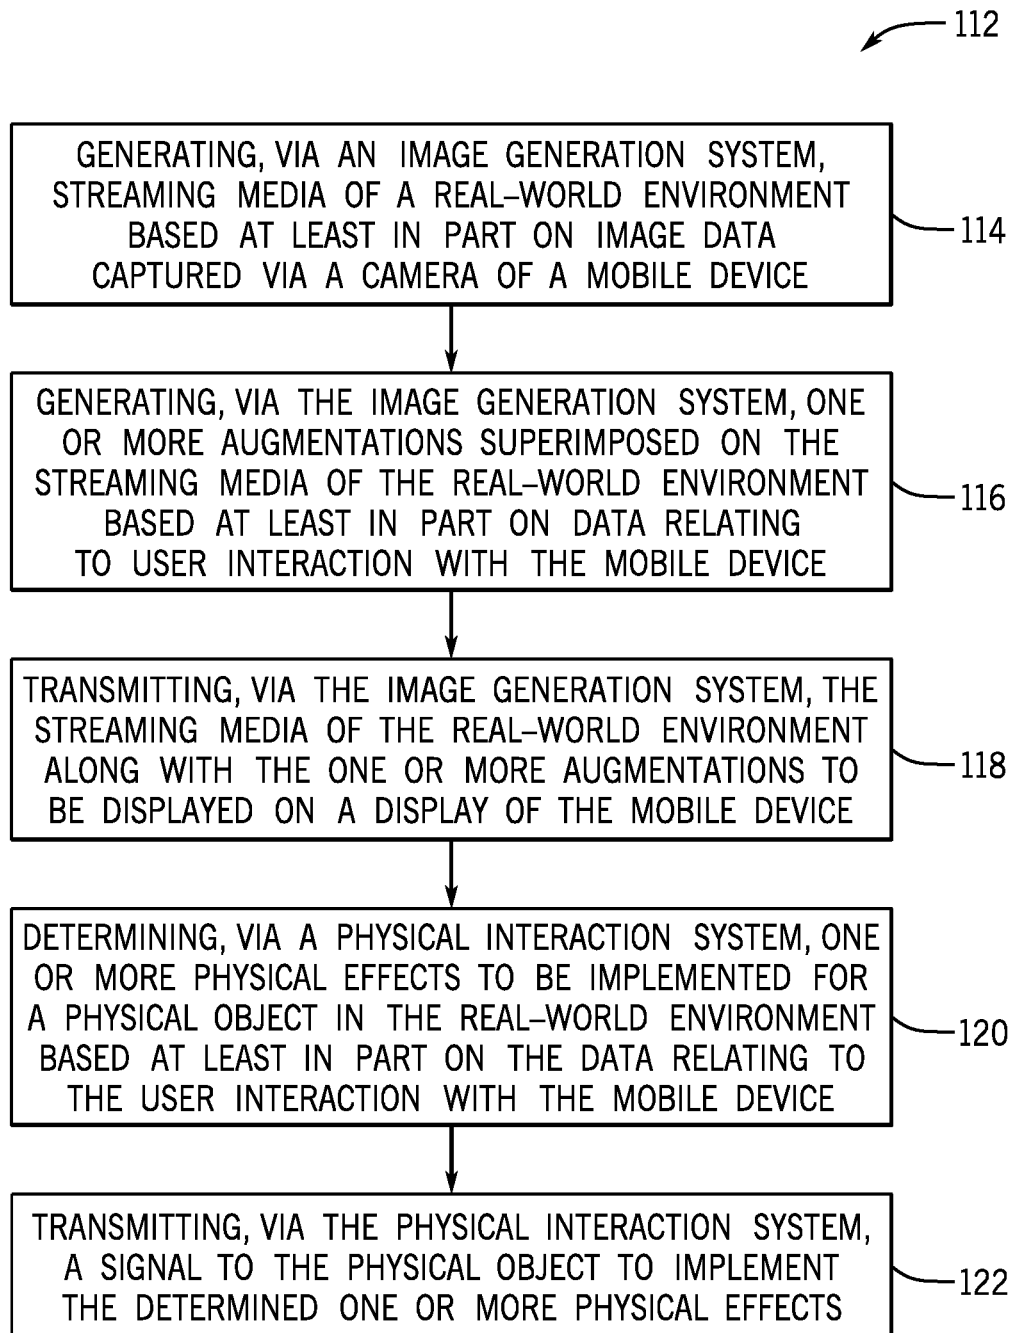 112
GENERATING, VIA AN IMAGE GENERATION SYSTEM,
STREAMING MEDIA OF A REAL–WORLD ENVIRONMENT
BASED AT LEAST IN PART ON IMAGE DATA
CAPTURED VIA A CAMERA OF A MOBILE DEVICE
114
GENERATING, VIA THE IMAGE GENERATION SYSTEM, ONE
OR MORE AUGMENTATIONS SUPERIMPOSED ON THE
STREAMING MEDIA OF THE REAL–WORLD ENVIRONMENT
BASED AT LEAST IN PART ON DATA RELATING
TO USER INTERACTION WITH THE MOBILE DEVICE
116
TRANSMITTING, VIA THE IMAGE GENERATION SYSTEM, THE
STREAMING MEDIA OF THE REAL–WORLD ENVIRONMENT
ALONG WITH THE ONE OR MORE AUGMENTATIONS TO
BE DISPLAYED ON A DISPLAY OF THE MOBILE DEVICE
118
DETERMINING, VIA A PHYSICAL INTERACTION SYSTEM, ONE
OR MORE PHYSICAL EFFECTS TO BE IMPLEMENTED FOR
A PHYSICAL OBJECT IN THE REAL–WORLD ENVIRONMENT
BASED AT LEAST IN PART ON THE DATA RELATING TO
THE USER INTERACTION WITH THE MOBILE DEVICE
120
TRANSMITTING, VIA THE PHYSICAL INTERACTION SYSTEM,
A SIGNAL TO THE PHYSICAL OBJECT TO IMPLEMENT
THE DETERMINED ONE OR MORE PHYSICAL EFFECTS
122